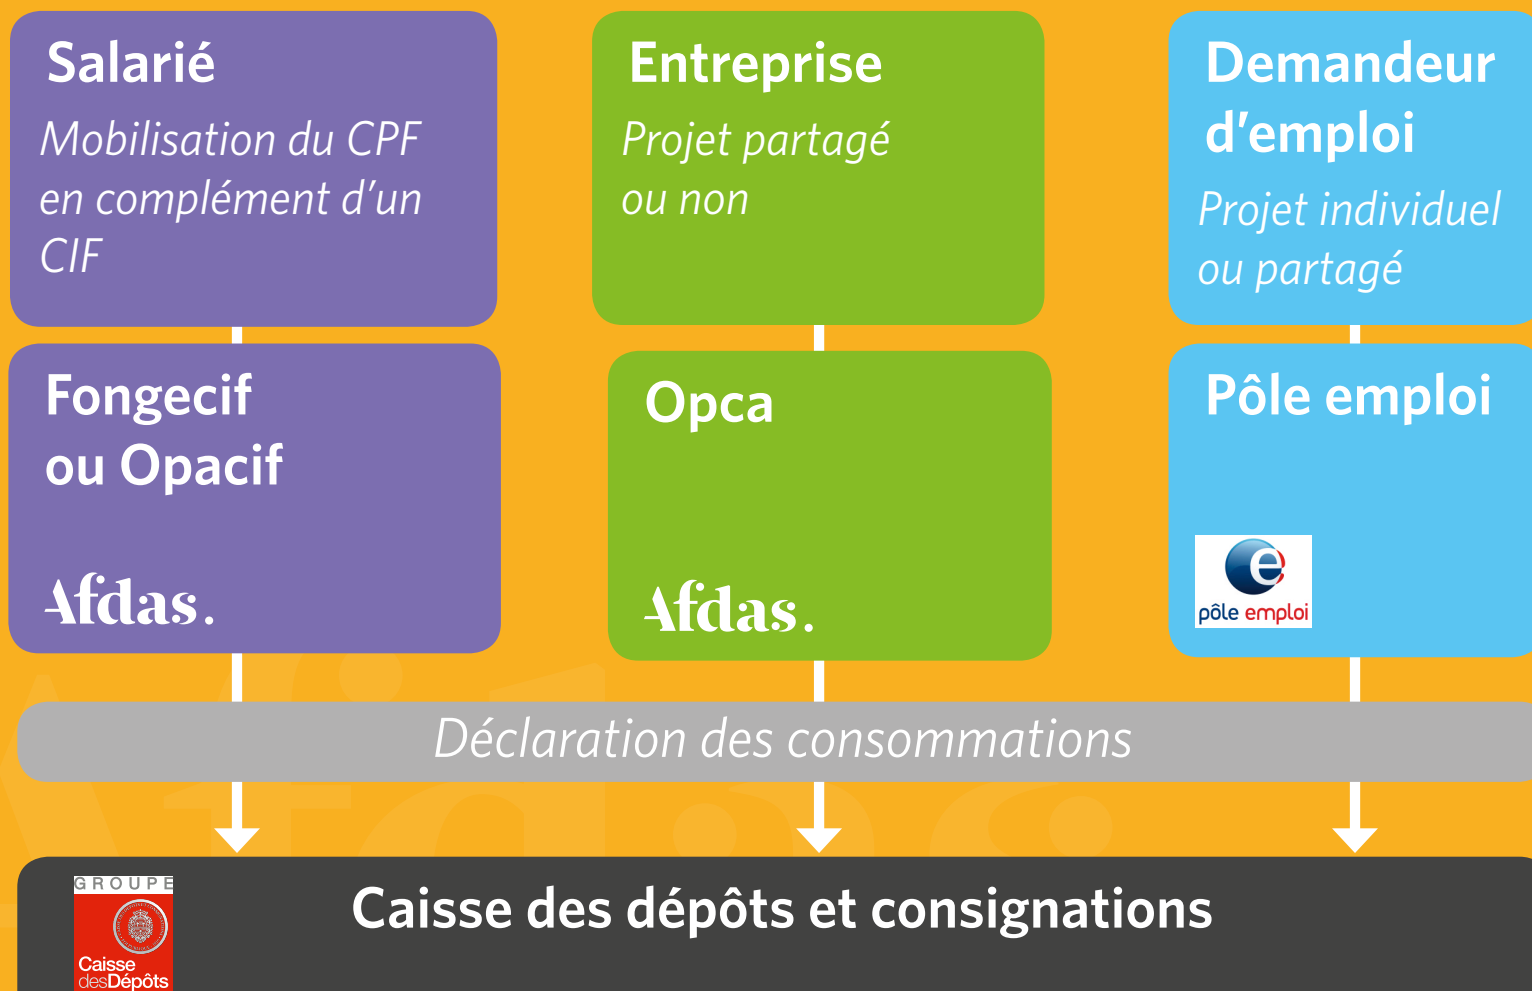 Salarié
Mobilisation du CPF
en complément d'un
CIF
Entreprise
Projet partagé
ou non
Demandeur
d'emploi
Projet individuel
ou partagé
Fongecif
ou Opacif
Afdas.
Opca
Afdas.
Pôle emploi
pôle emploi
Déclaration des consommations
Afdas
Caisse des dépôts et consignations
GROUPE
Caisse
desDépôts